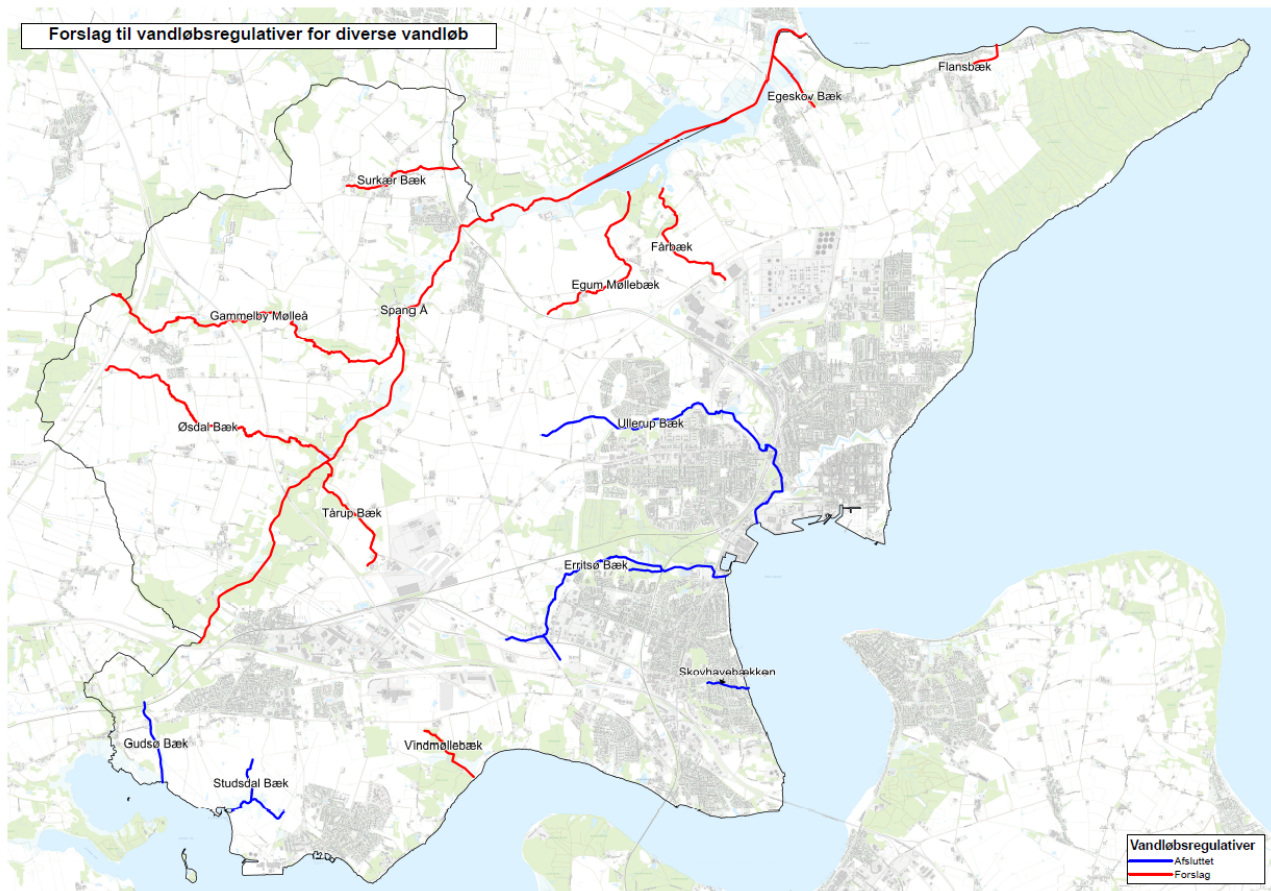 Forslag til vandløbsregulativer for diverse vandløb
Flansbæk
Egeskov Bæk
Surkær Bæk
Fårbæk
Egum Møllebæk
Spang Å
Gammelby Mølleå
Ullerup Bæk
Øsdal Bæk
Tårup Bæk
Erritsø Bæk
Skovhavebækken
Gudsø Bæk
Vindmøllebæk
Studsdal Bæk
Vandløbsregulativer
Afsluttet
Forslag